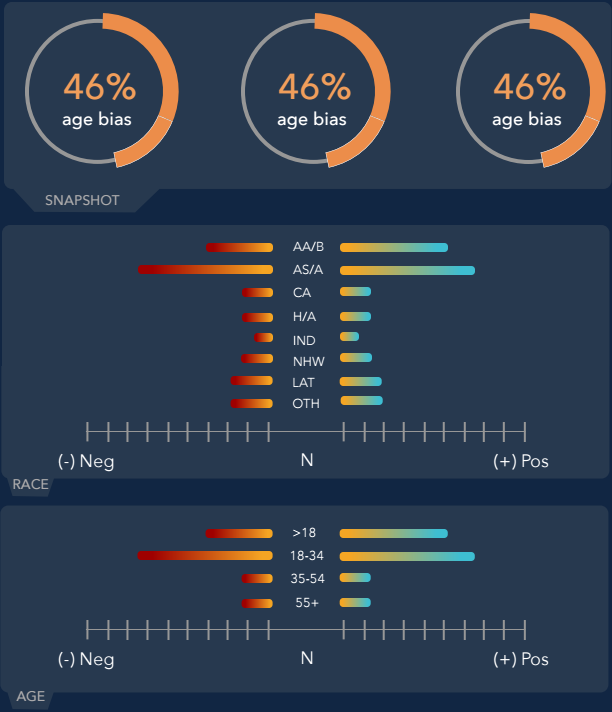 46% 46% 46%
age bias age bias age bias
SNAPSHOT
AA/B
AS/A
CA
H/A
IND
NHW
LAT
OTH
(-) Neg N (+) Pos
RACE
>18
18-34
35-54
55+
(-) Neg N (+) Pos
AGE